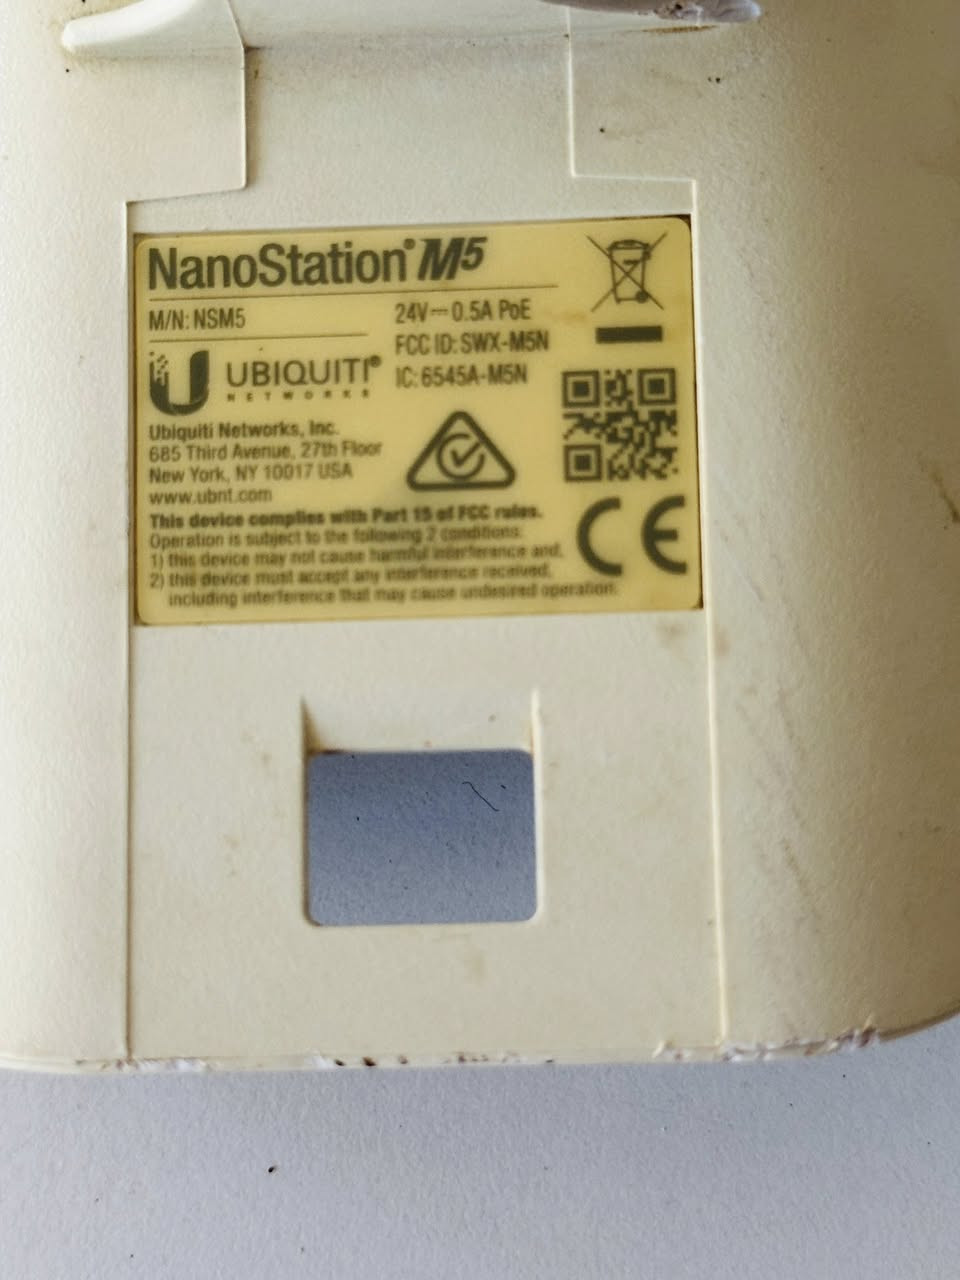 NanoStation® M5
M/N: NSM5
24V⎓0.5A PoE
FCC ID: SWX-M5N
IC: 6545A-M5N
UBIQUITI®
NETWORKS
Ubiquiti Networks, Inc.
685 Third Avenue, 27th Floor
New York, NY 10017 USA
www.ubnt.com
This device complies with Part 15 of FCC rules.
Operation is subject to the following 2 conditions:
1) this device may not cause harmful interference and,
2) this device must accept any interference received,
including interference that may cause undesired operation.
CE